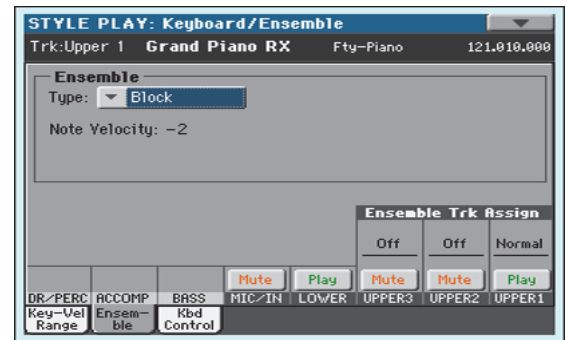 STYLE PLAY: Keyboard/Ensemble
Trk:Upper 1 Grand Piano RX Fty-Piano 121.010.000
Ensemble
Type: Block
Note Velocity: -2
Ensemble Trk Assign
Off Off Normal
Mute Play Mute Mute Play
DR/PERC ACCOMP BASS MIC/IN LOWER UPPER3 UPPER2 UPPER1
Key-Vel Ensem- Kbd
Range ble Control